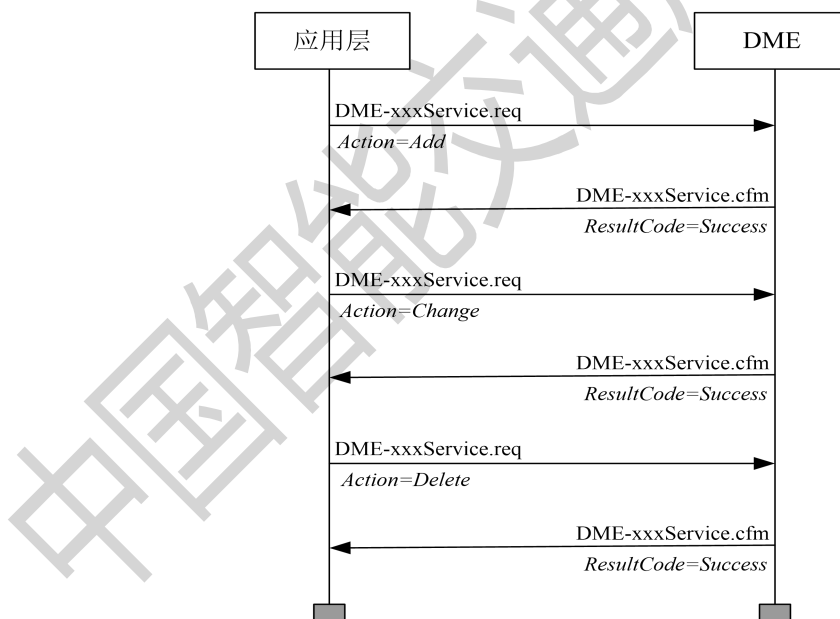 应用层
DME
DME-xxxService.req
Action=Add
DME-xxxService.cfm
ResultCode=Success
DME-xxxService.req
Action=Change
DME-xxxService.cfm
ResultCode=Success
DME-xxxService.req
Action=Delete
DME-xxxService.cfm
ResultCode=Success
中国智能交通